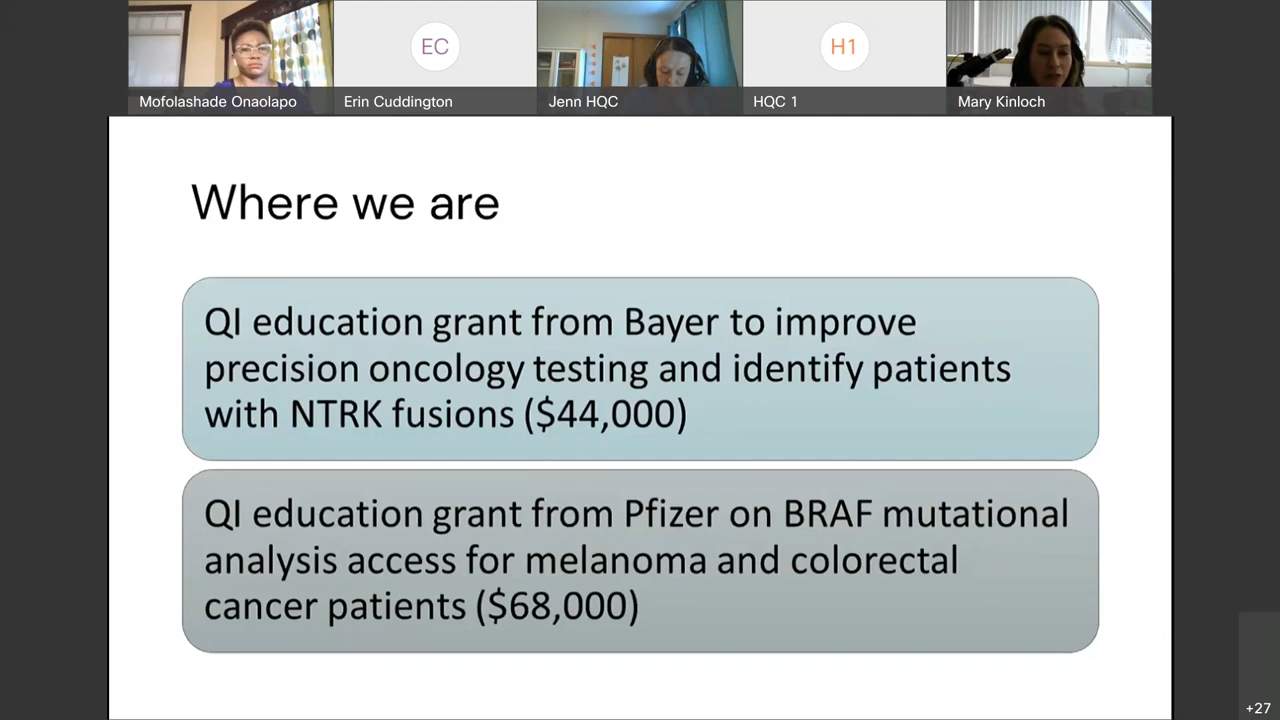 EC
H1
Mofolashade Onaolapo
Erin Cuddington
Jenn HQC
HQC 1
Mary Kinloch
Where we are
QI education grant from Bayer to improve
precision oncology testing and identify patients
with NTRK fusions ($44,000)
QI education grant from Pfizer on BRAF mutational
analysis access for melanoma and colorectal
cancer patients ($68,000)
+27